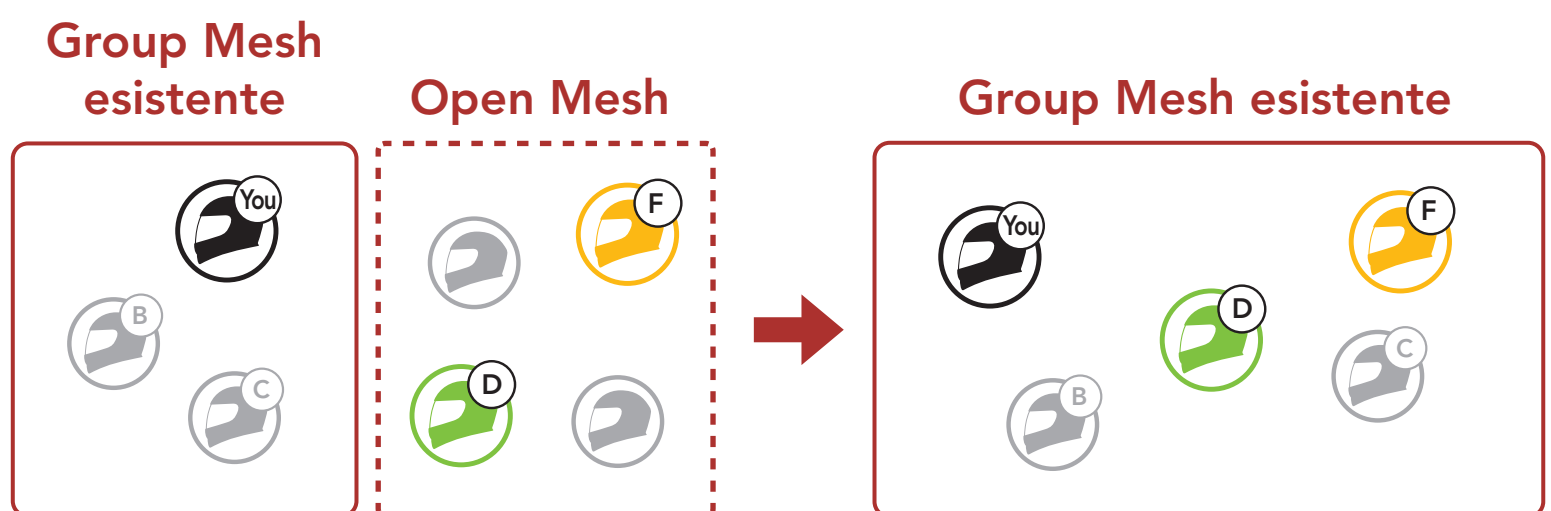 Group Mesh
esistente
You
B
C
Open Mesh
F
D
Group Mesh esistente
You
F
D
C
B